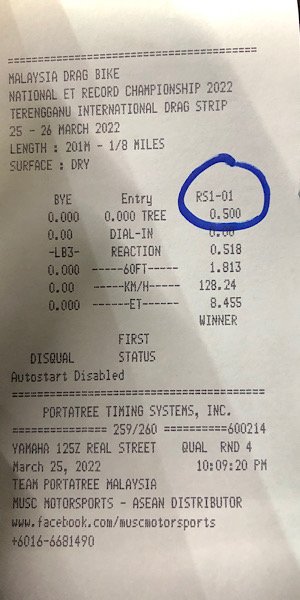 ==========================================
MALAYSIA DRAG BIKE
NATIONAL ET RECORD CHAMPIONSHIP 2022
TERENGGANU INTERNATIONAL DRAG STRIP
25 - 26 MARCH 2022
LENGTH : 201M - 1/8 MILES
SURFACE : DRY
BYE Entry RS1-01
0.000 0.000 TREE 0.500
0.00 DIAL-IN 0.00
-LB3- REACTION 0.518
0.000 ------60FT----- 1.813
0.00 -----KM/H------ 128.24
0.000 ------ET------- 8.455
WINNER
FIRST
DISQUAL STATUS
Autostart Disabled
==========================================
PORTATREE TIMING SYSTEMS, INC.
=============== 259/260 ==========600214
YAMAHA 125Z REAL STREET QUAL RND 4
March 25, 2022 10:09:20 PM
TEAM PORTATREE MALAYSIA
MUSC MOTORSPORTS - ASEAN DISTRIBUTOR
www.facebook.com/muscmotorsports
+6016-6681490